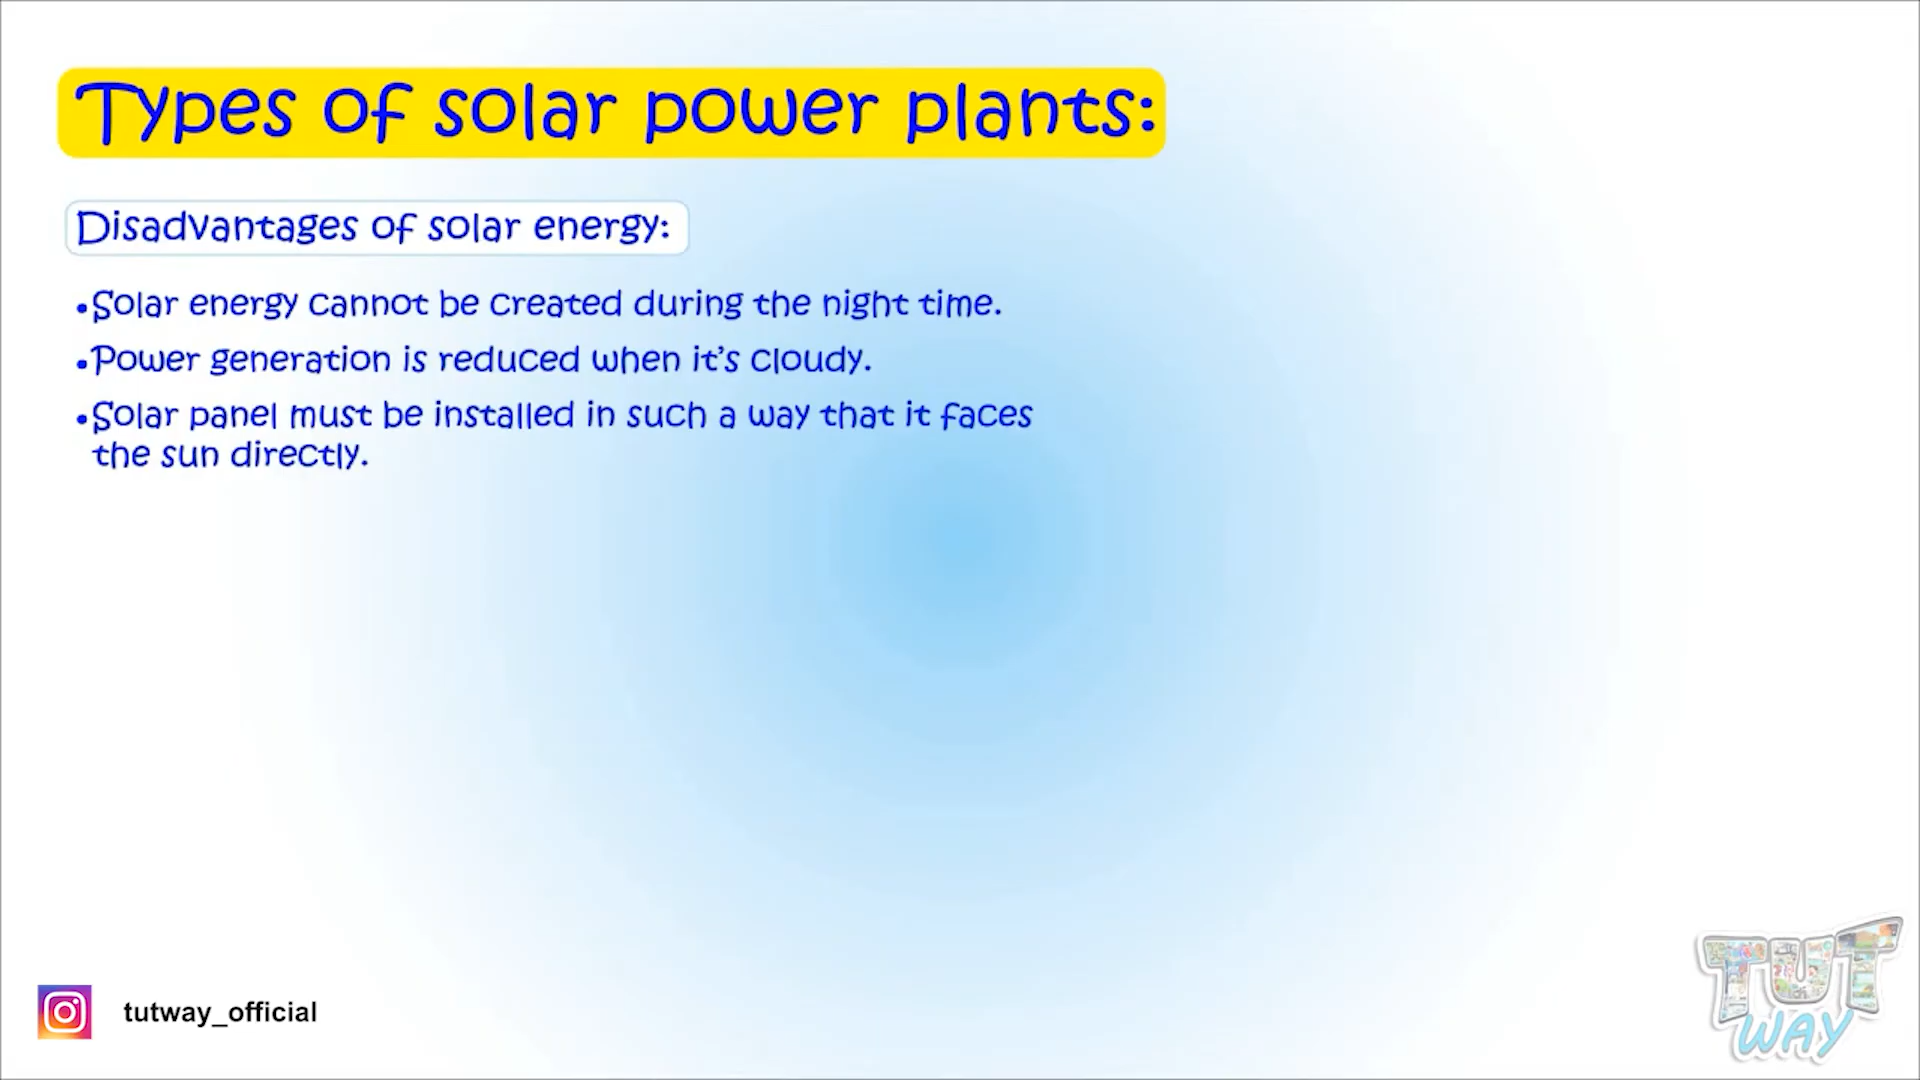 Types of solar power plants:
Disadvantages of solar energy:
•Solar energy cannot be created during the night time.
•Power generation is reduced when it's cloudy.
•Solar panel must be installed in such a way that it faces
the sun directly.
tutway_official
TUT
WAY